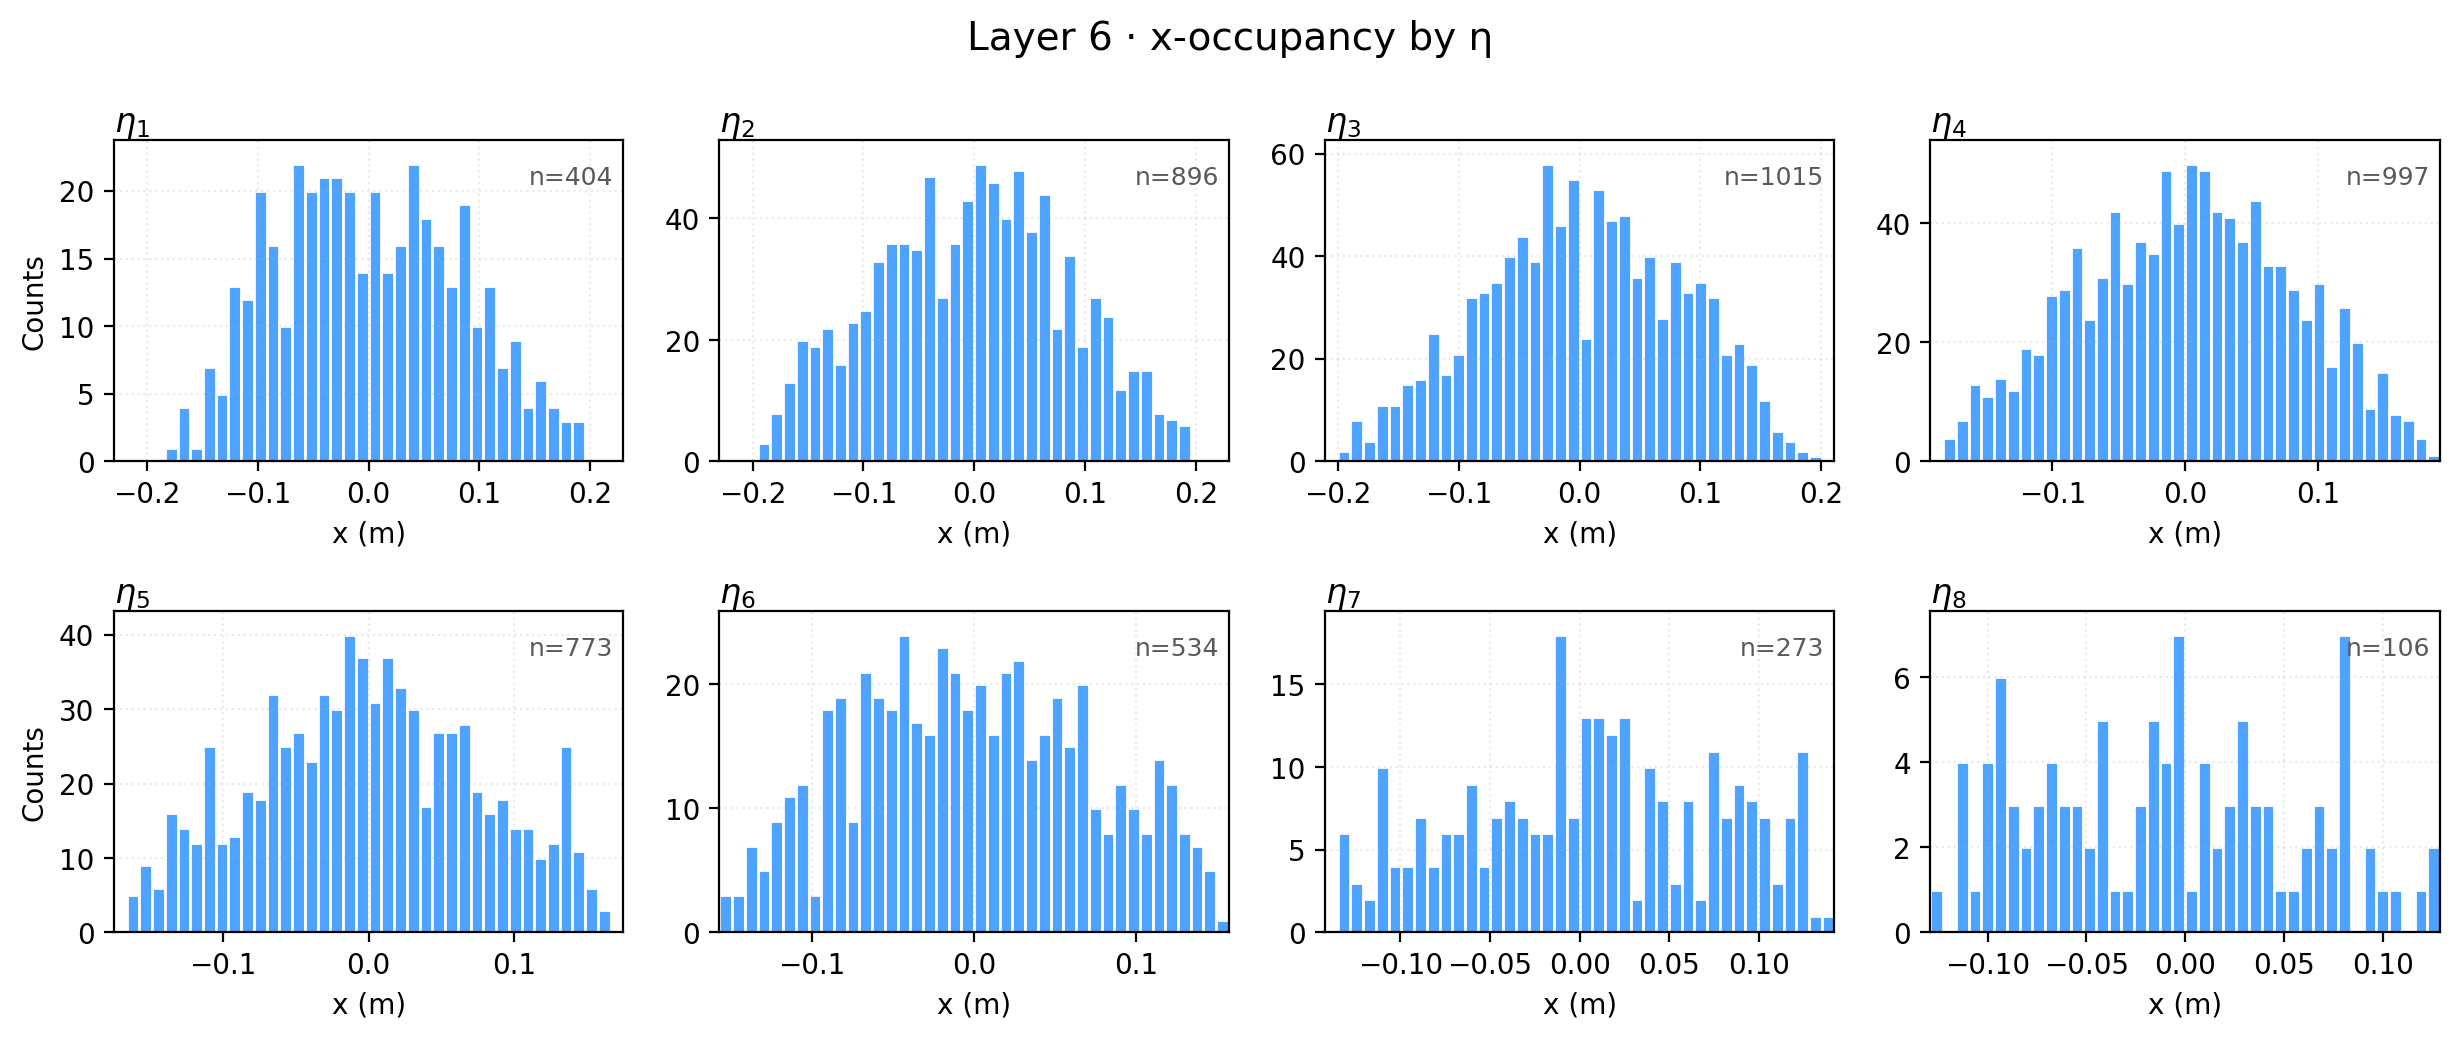 Layer 6 · x-occupancy by η
η₁
n=404
Counts
20
15
10
5
0
−0.2 −0.1 0.0 0.1 0.2
x (m)
η₂
n=896
40
20
0
−0.2 −0.1 0.0 0.1 0.2
x (m)
η₃
n=1015
60
40
20
0
−0.2 −0.1 0.0 0.1 0.2
x (m)
η₄
n=997
40
20
0
−0.1 0.0 0.1
x (m)
η₅
n=773
Counts
40
30
20
10
0
−0.1 0.0 0.1
x (m)
η₆
n=534
20
10
0
−0.1 0.0 0.1
x (m)
η₇
n=273
15
10
5
0
−0.10 −0.05 0.00 0.05 0.10
x (m)
η₈
n=106
6
4
2
0
−0.10 −0.05 0.00 0.05 0.10
x (m)